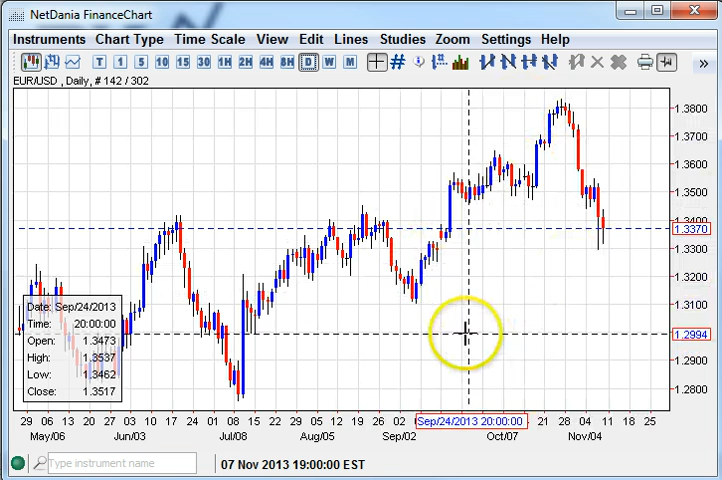 NetDania FinanceChart
Instruments Chart Type Time Scale View Edit Lines Studies Zoom Settings Help
T 1 5 10 15 30 1H 2H 4H 8H D W M
EUR/USD , Daily, # 142 / 302
1.3800
1.3700
1.3600
1.3500
1.3400
1.3370
1.3300
1.3200
1.3100
1.2994
1.2900
1.2800
Date: Sep/24/2013
Time: 20:00:00
Open: 1.3473
High: 1.3537
Low: 1.3462
Close: 1.3517
29 06 13 20 27 03 10 17 24 01 08 15 22 29 05 12 19 26 02 Sep/24/2013 20:00:00 21 28 04 11 18 25
May/06 Jun/03 Jul/08 Aug/05 Sep/02 Oct/07 Nov/04
Type instrument name 07 Nov 2013 19:00:00 EST